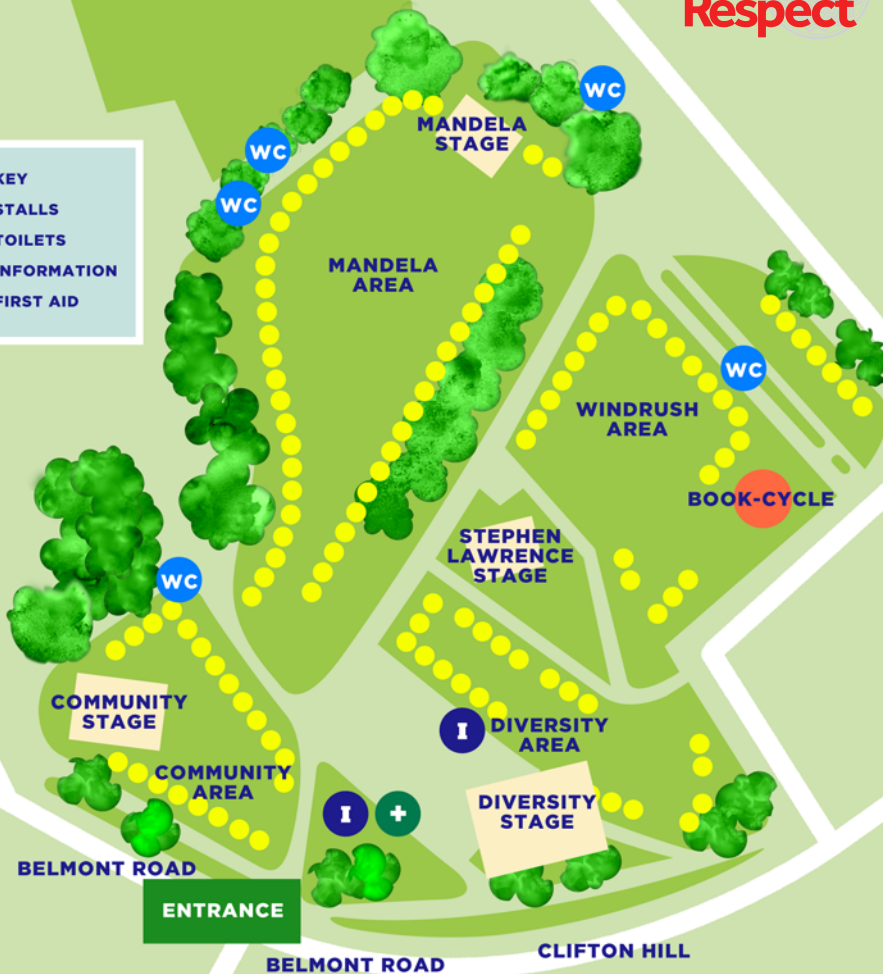 Respect
MANDELA
STAGE
WC
WC
WC
KEY
STALLS
TOILETS
INFORMATION
FIRST AID
MANDELA
AREA
WC
WINDRUSH
AREA
BOOK-CYCLE
STEPHEN
LAWRENCE
STAGE
WC
COMMUNITY
STAGE
I
DIVERSITY
AREA
COMMUNITY
AREA
I
+
DIVERSITY
STAGE
BELMONT ROAD
ENTRANCE
CLIFTON HILL
BELMONT ROAD